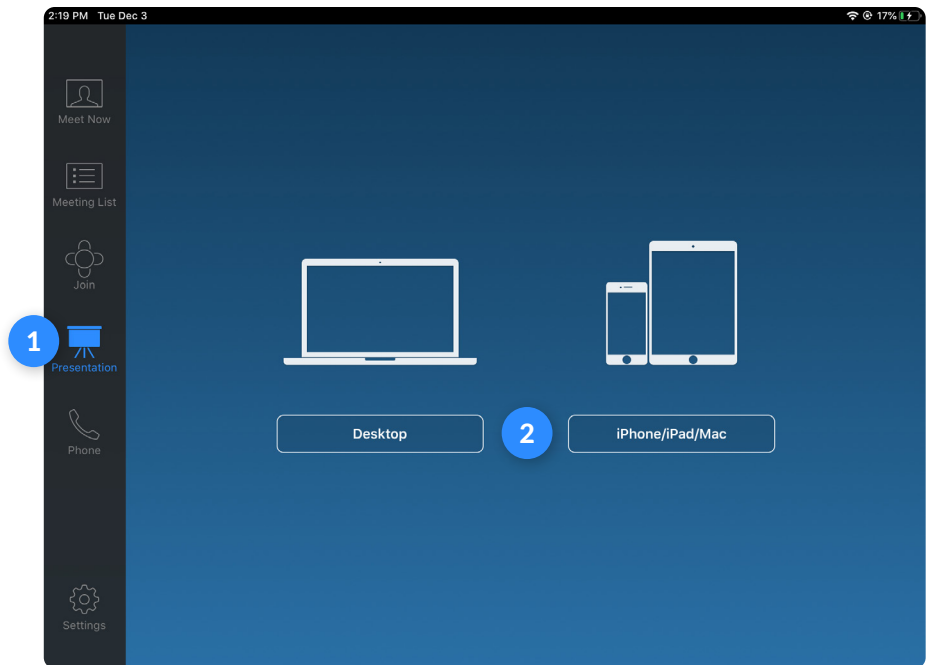 2:19 PM Tue Dec 3
17%
Meet Now
Meeting List
Join
1
Presentation
Phone
Desktop
2
iPhone/iPad/Mac
Settings